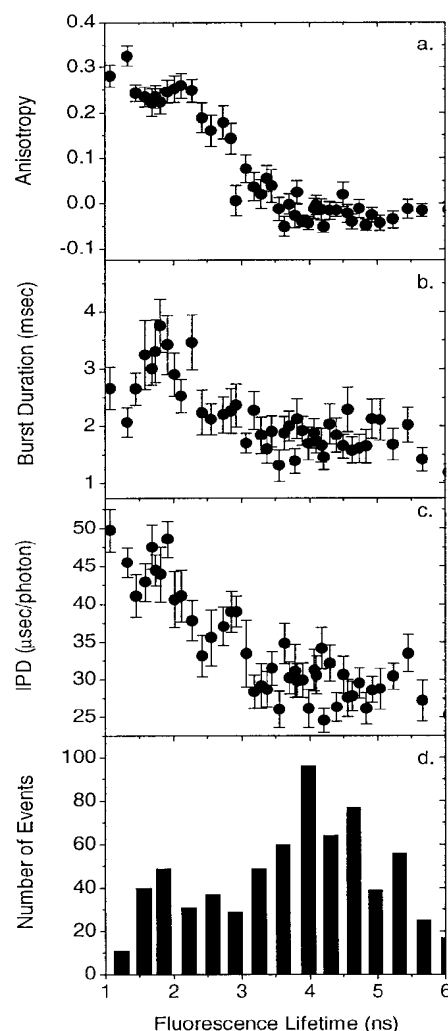 a.
0.4
0.3
0.2
0.1
0.0
-0.1
Anisotropy
b.
4
3
2
1
Burst Duration (msec)
c.
50
45
40
35
30
25
IPD (μsec/photon)
d.
100
80
60
40
20
0
Number of Events
1 2 3 4 5 6
Fluorescence Lifetime (ns)